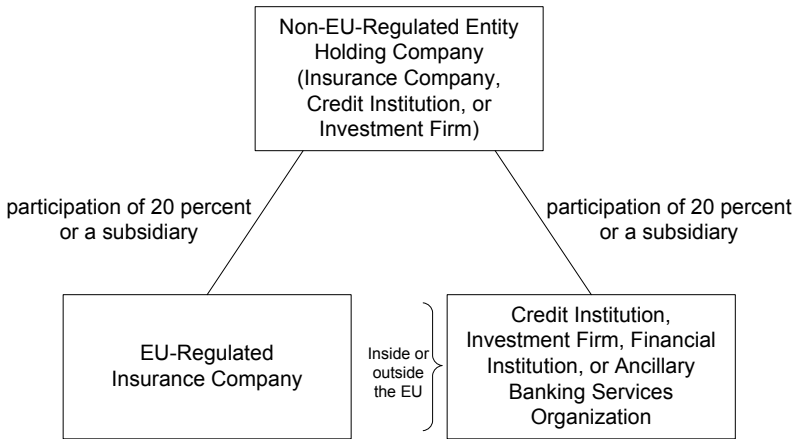 Non-EU-Regulated Entity
Holding Company
(Insurance Company,
Credit Institution, or
Investment Firm)
participation of 20 percent
or a subsidiary
participation of 20 percent
or a subsidiary
EU-Regulated
Insurance Company
Inside or
outside
the EU
Credit Institution,
Investment Firm, Financial
Institution, or Ancillary
Banking Services
Organization